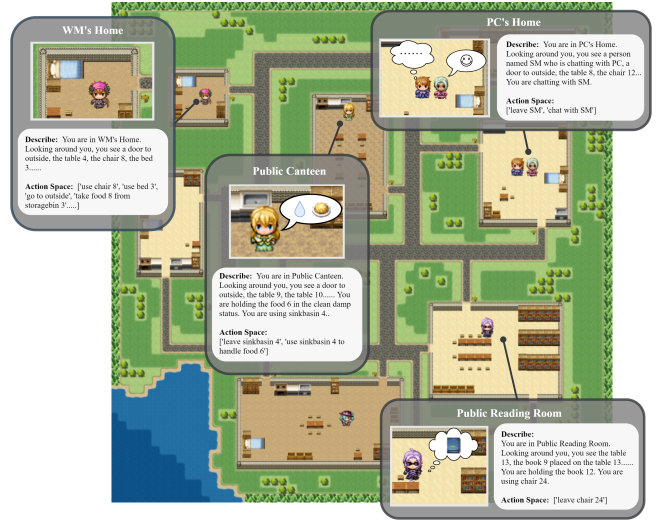 WM's Home
Describe: You are in WM's Home.
Looking around you, you see a door to
outside, the table 4, the chair 8, the bed
3......
Action Space: ['use chair 8', 'use bed 3',
'go to outside', 'take food 8 from
storagebin 3'.....]
PC's Home
Describe: You are in PC's Home.
Looking around you, you see a person
named SM who is chatting with PC, a
door to outside, the table 8, the chair 12...
You are chatting with SM.
Action Space:
['leave SM', 'chat with SM']
Public Canteen
Describe: You are in Public Canteen.
Looking around you, you see a door to
outside, the table 9, the table 10...... You
are holding the food 6 in the clean damp
status. You are using sinkbasin 4..
Action Space:
['leave sinkbasin 4', 'use sinkbasin 4 to
handle food 6']
Public Reading Room
Describe:
You are in Public Reading Room.
Looking around you, you see the table
13, the book 9 placed on the table 13......
You are holding the book 12. You are
using chair 24.
Action Space: ['leave chair 24']